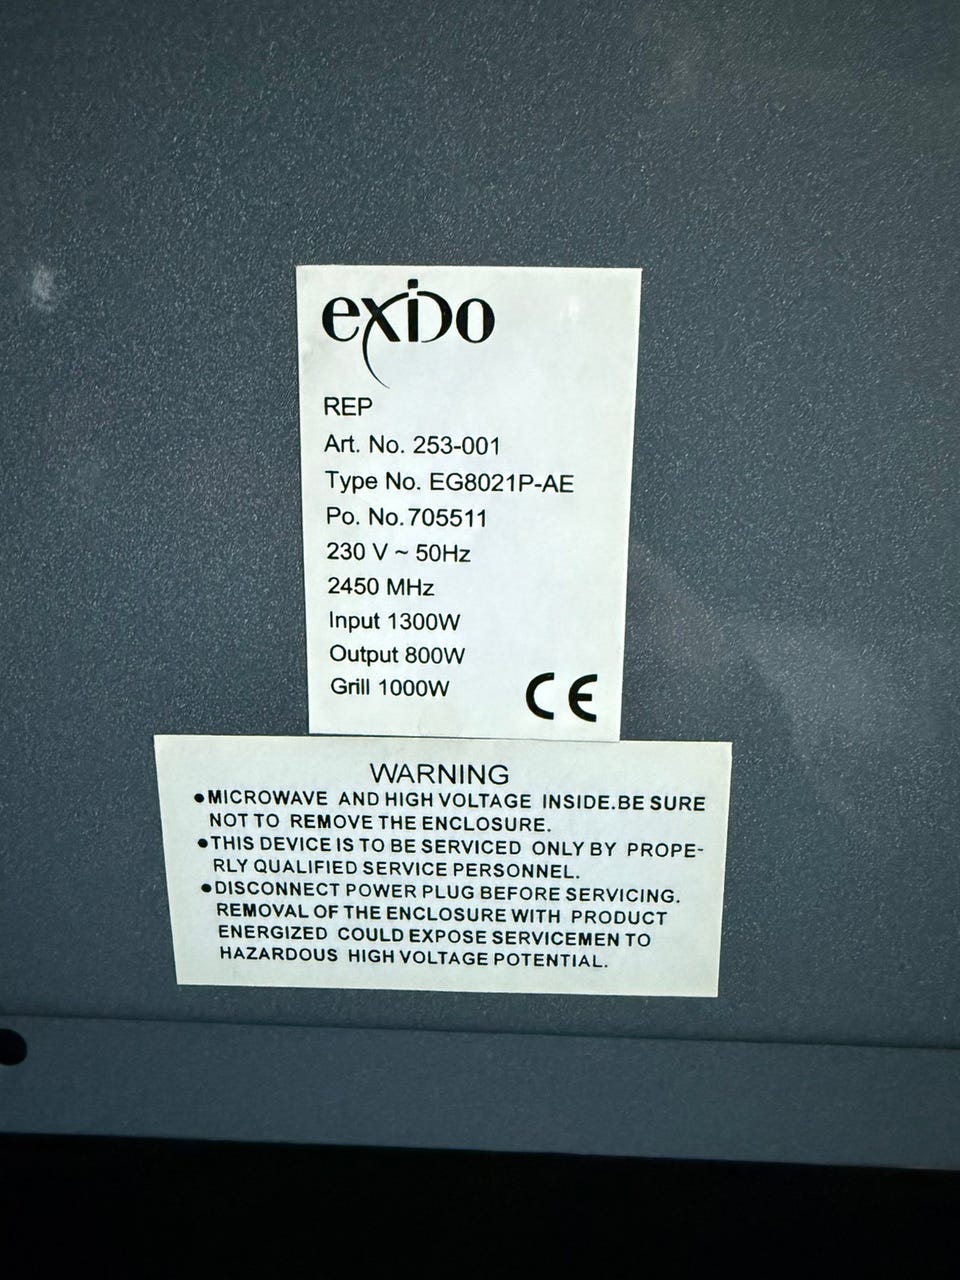 exido
REP
Art. No. 253-001
Type No. EG8021P-AE
Po. No.705511
230 V ~ 50Hz
2450 MHz
Input 1300W
Output 800W
Grill 1000W
CE
WARNING
●MICROWAVE AND HIGH VOLTAGE INSIDE.BE SURE
NOT TO REMOVE THE ENCLOSURE.
●THIS DEVICE IS TO BE SERVICED ONLY BY PROPE-
RLY QUALIFIED SERVICE PERSONNEL.
●DISCONNECT POWER PLUG BEFORE SERVICING.
REMOVAL OF THE ENCLOSURE WITH PRODUCT
ENERGIZED COULD EXPOSE SERVICEMEN TO
HAZARDOUS HIGH VOLTAGE POTENTIAL.